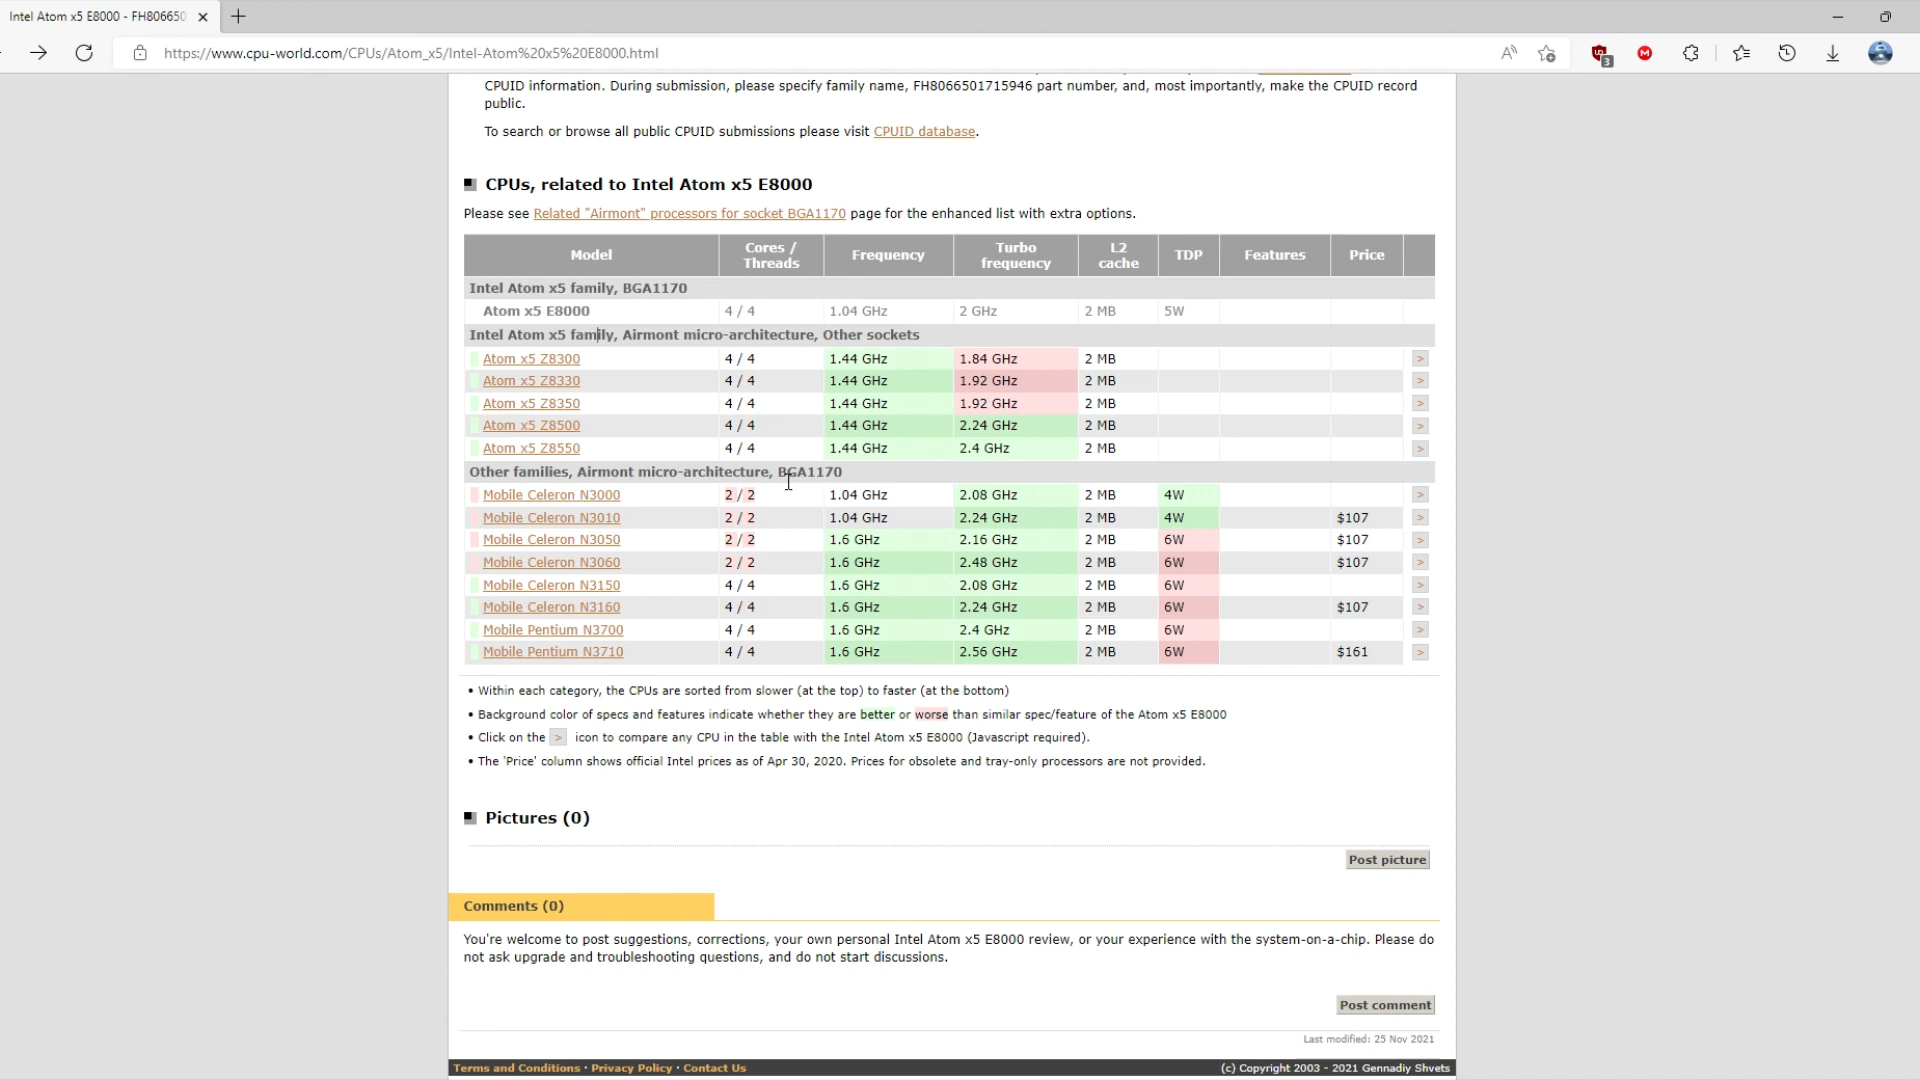 Intel Atom x5 E8000 - FH806650
https://www.cpu-world.com/CPUs/Atom_x5/Intel-Atom%20x5%20E8000.html
3
CPUID information. During submission, please specify family name, FH8066501715946 part number, and, most importantly, make the CPUID record
public.
To search or browse all public CPUID submissions please visit CPUID database.
CPUs, related to Intel Atom x5 E8000
Please see Related "Airmont" processors for socket BGA1170 page for the enhanced list with extra options.
Model Cores / Threads Frequency Turbo frequency L2 cache TDP Features Price
Intel Atom x5 family, BGA1170
Atom x5 E8000 4 / 4 1.04 GHz 2 GHz 2 MB 5W
Intel Atom x5 family, Airmont micro-architecture, Other sockets
Atom x5 Z8300 4 / 4 1.44 GHz 1.84 GHz 2 MB >
Atom x5 Z8330 4 / 4 1.44 GHz 1.92 GHz 2 MB >
Atom x5 Z8350 4 / 4 1.44 GHz 1.92 GHz 2 MB >
Atom x5 Z8500 4 / 4 1.44 GHz 2.24 GHz 2 MB >
Atom x5 Z8550 4 / 4 1.44 GHz 2.4 GHz 2 MB >
Other families, Airmont micro-architecture, BGA1170
Mobile Celeron N3000 2 / 2 1.04 GHz 2.08 GHz 2 MB 4W >
Mobile Celeron N3010 2 / 2 1.04 GHz 2.24 GHz 2 MB 4W $107 >
Mobile Celeron N3050 2 / 2 1.6 GHz 2.16 GHz 2 MB 6W $107 >
Mobile Celeron N3060 2 / 2 1.6 GHz 2.48 GHz 2 MB 6W $107 >
Mobile Celeron N3150 4 / 4 1.6 GHz 2.08 GHz 2 MB 6W >
Mobile Celeron N3160 4 / 4 1.6 GHz 2.24 GHz 2 MB 6W $107 >
Mobile Pentium N3700 4 / 4 1.6 GHz 2.4 GHz 2 MB 6W >
Mobile Pentium N3710 4 / 4 1.6 GHz 2.56 GHz 2 MB 6W $161 >
• Within each category, the CPUs are sorted from slower (at the top) to faster (at the bottom)
• Background color of specs and features indicate whether they are better or worse than similar spec/feature of the Atom x5 E8000
• Click on the > icon to compare any CPU in the table with the Intel Atom x5 E8000 (Javascript required).
• The 'Price' column shows official Intel prices as of Apr 30, 2020. Prices for obsolete and tray-only processors are not provided.
Pictures (0)
Post picture
Comments (0)
You're welcome to post suggestions, corrections, your own personal Intel Atom x5 E8000 review, or your experience with the system-on-a-chip. Please do
not ask upgrade and troubleshooting questions, and do not start discussions.
Post comment
Last modified: 25 Nov 2021
Terms and Conditions · Privacy Policy · Contact Us (c) Copyright 2003 - 2021 Gennadiy Shvets